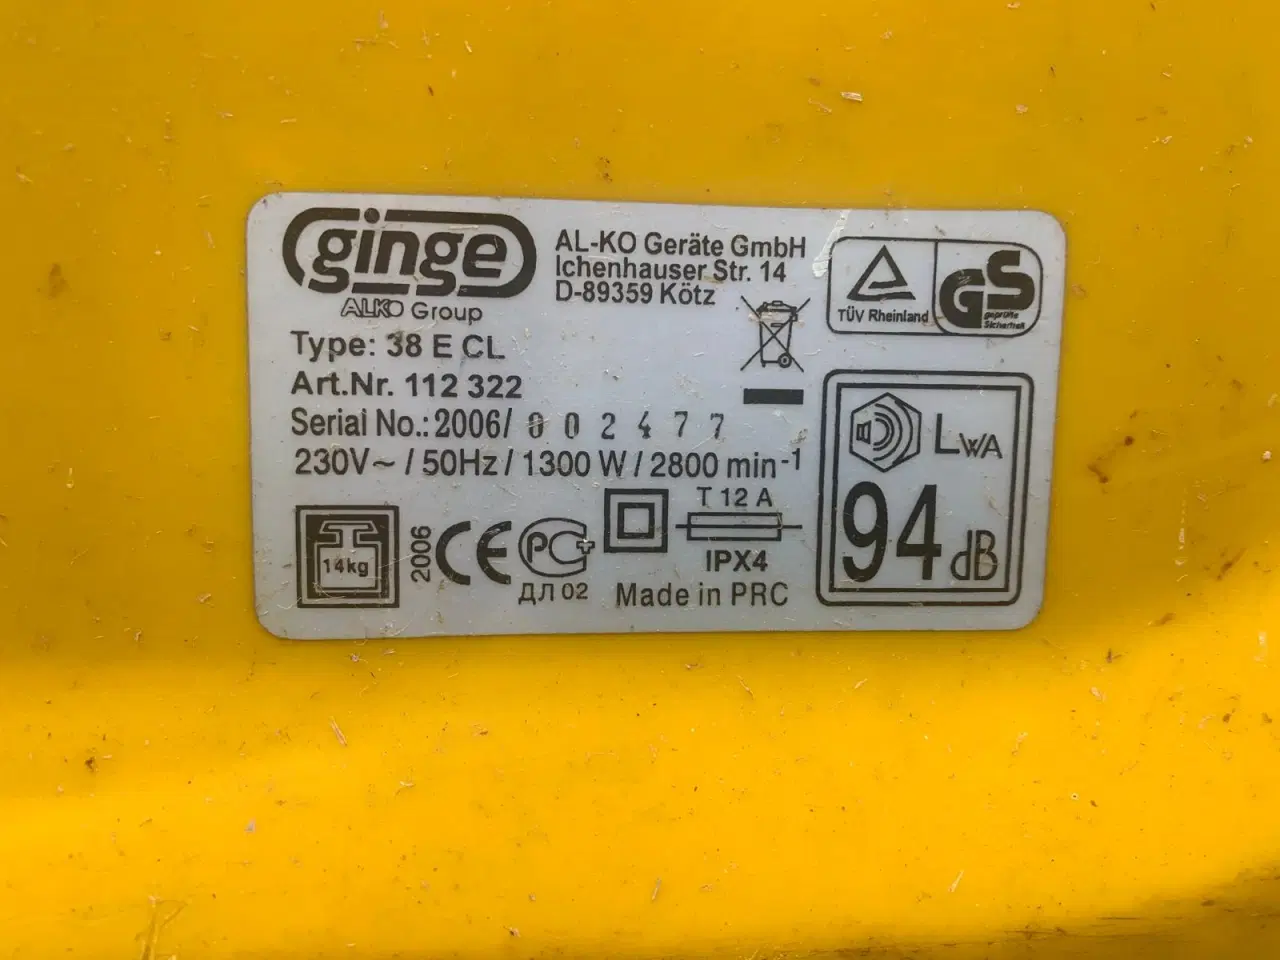 ginge
ALKO Group
AL-KO Geräte GmbH
Ichenhauser Str. 14
D-89359 Kötz
TÜV Rheinland
GS
geprüfte
Sicherheit
Type: 38 E CL
Art.Nr. 112 322
Serial No.: 2006/ 002477
230V~ / 50Hz / 1300 W / 2800 min⁻¹
LWA
94 dB
14kg
2006
CE
PC+
ДЛ 02
T 12 A
IPX4
Made in PRC